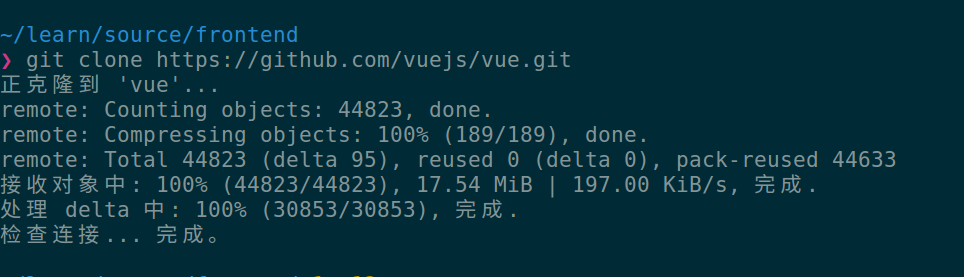 ~/learn/source/frontend
❯ git clone https://github.com/vuejs/vue.git
正克隆到 'vue'...
remote: Counting objects: 44823, done.
remote: Compressing objects: 100% (189/189), done.
remote: Total 44823 (delta 95), reused 0 (delta 0), pack-reused 44633
接收对象中: 100% (44823/44823), 17.54 MiB | 197.00 KiB/s, 完成.
处理 delta 中: 100% (30853/30853), 完成.
检查连接... 完成。